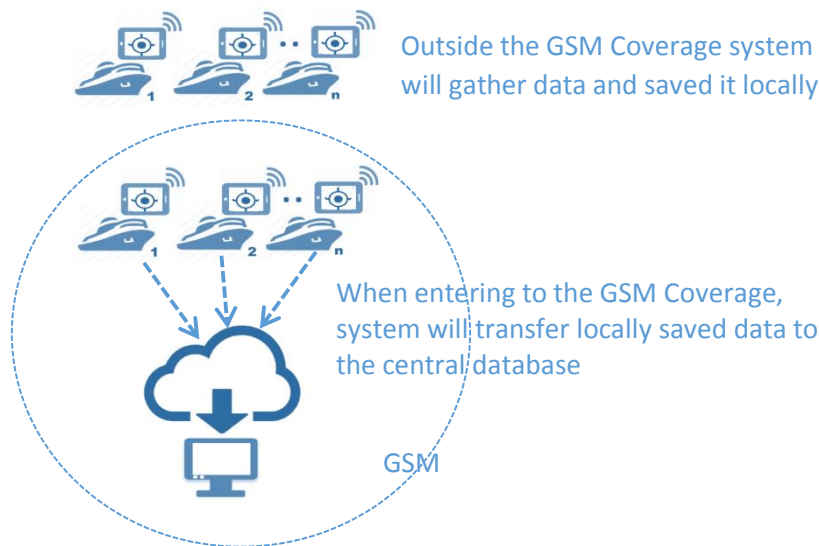 1 2 n
Outside the GSM Coverage system
will gather data and saved it locally
1 2 n
When entering to the GSM Coverage,
system will transfer locally saved data to
the central database
GSM